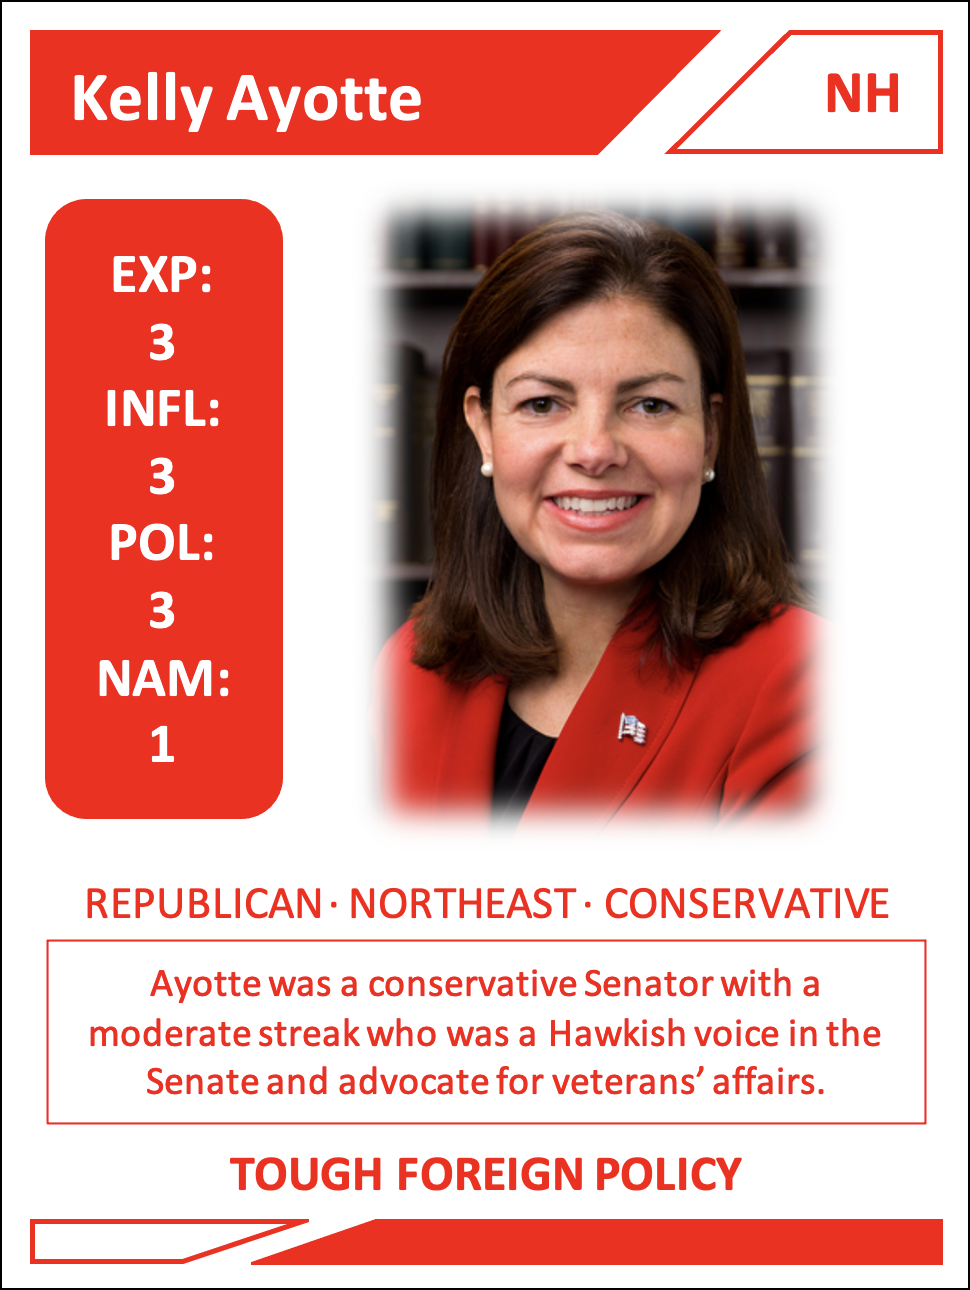 Kelly Ayotte
NH
EXP:
3
INFL:
3
POL:
3
NAM:
1
REPUBLICAN · NORTHEAST · CONSERVATIVE
Ayotte was a conservative Senator with a
moderate streak who was a Hawkish voice in the
Senate and advocate for veterans’ affairs.
TOUGH FOREIGN POLICY